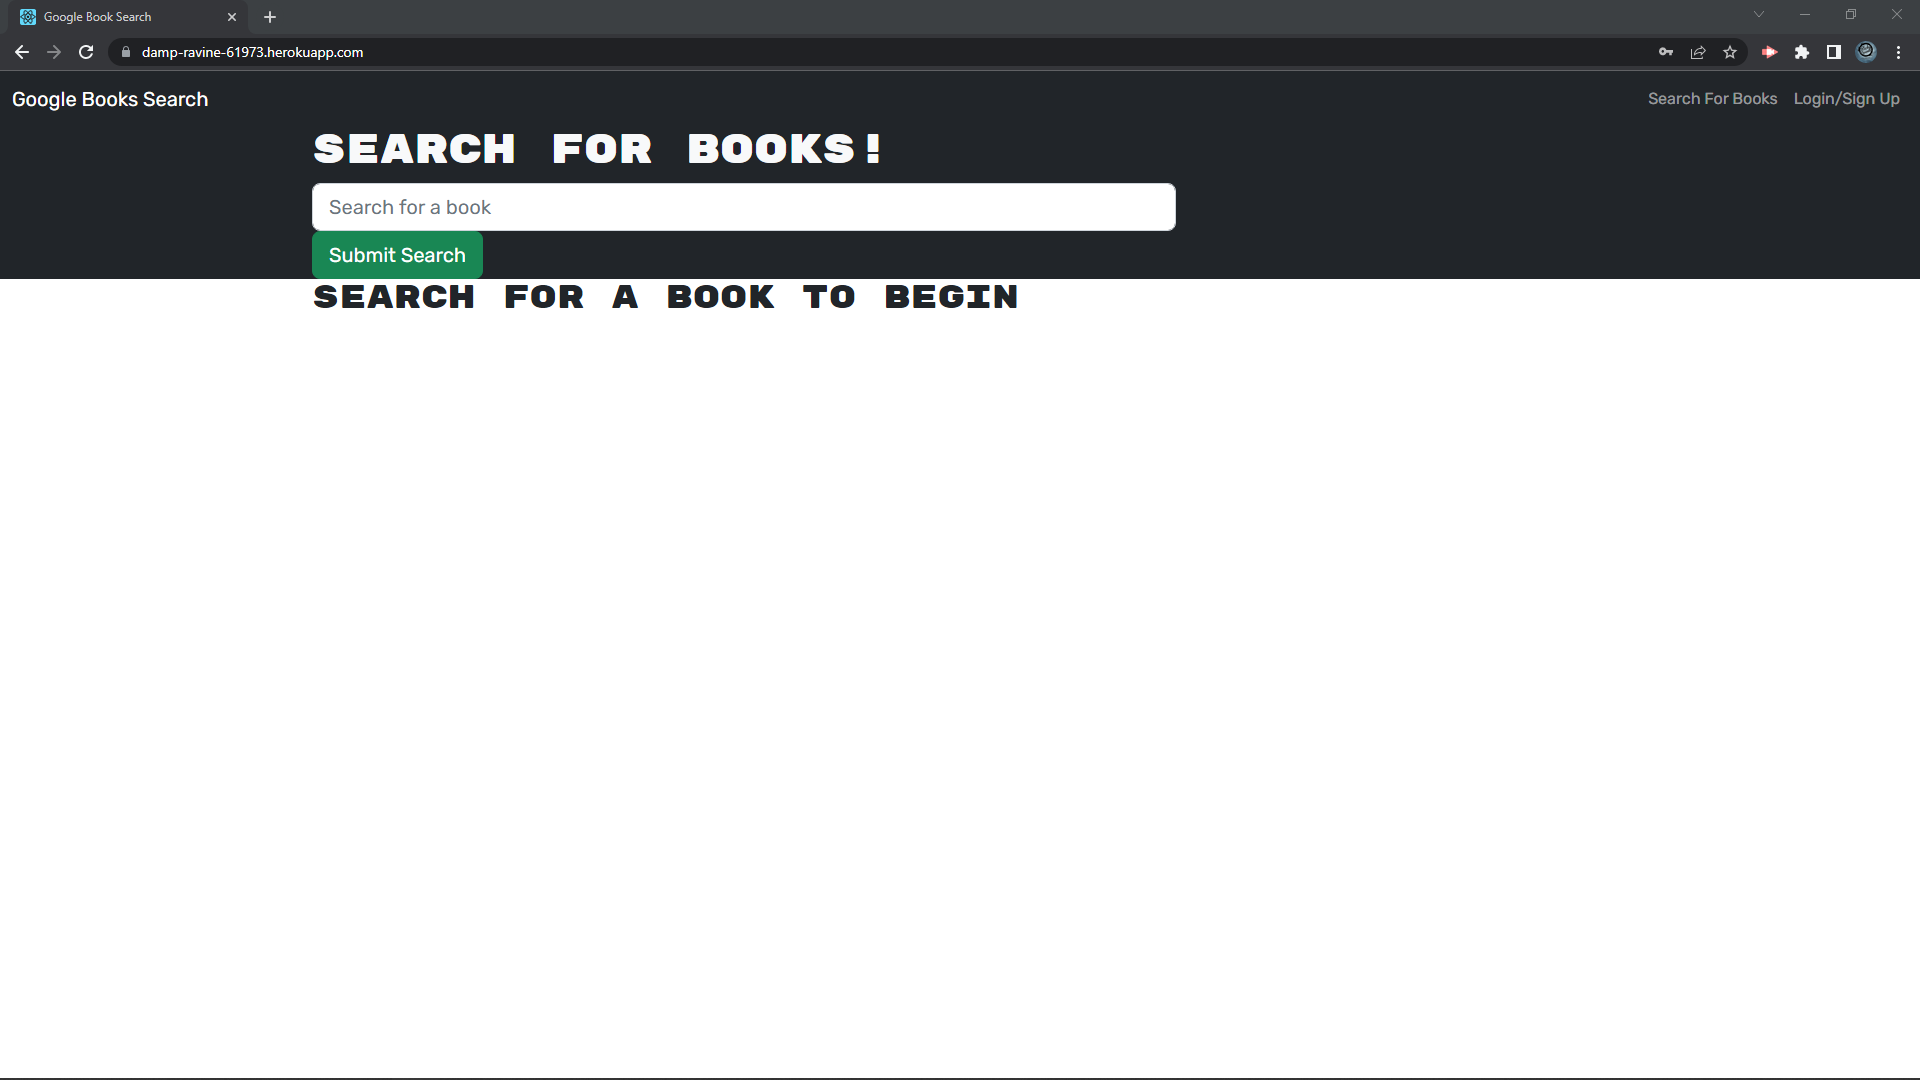 Google Book Search
damp-ravine-61973.herokuapp.com
Google Books Search
Search For Books
Login/Sign Up
SEARCH FOR BOOKS!
Search for a book
Submit Search
SEARCH FOR A BOOK TO BEGIN